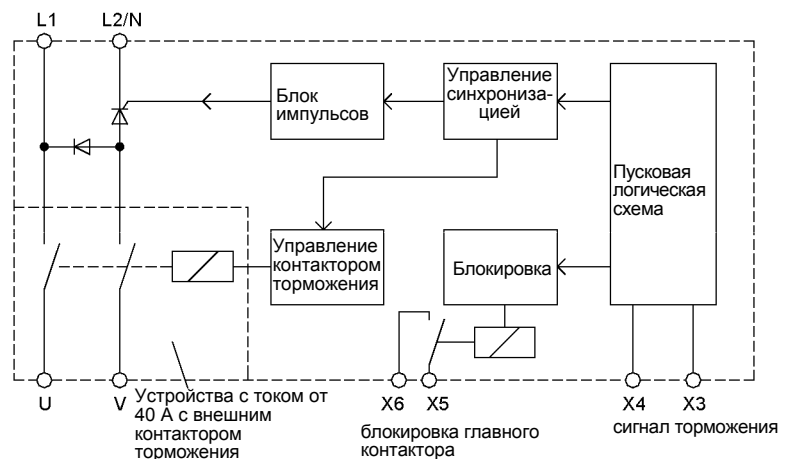 L1 L2/N
Блок
импульсов
Управление
синхрониза-
цией
Пусковая
логическая
схема
Управление
контактором
торможения
Блокировка
U V X6 X5 X4 X3
Устройства с током от
40 А с внешним
контактором
торможения
блокировка главного
контактора
сигнал торможения